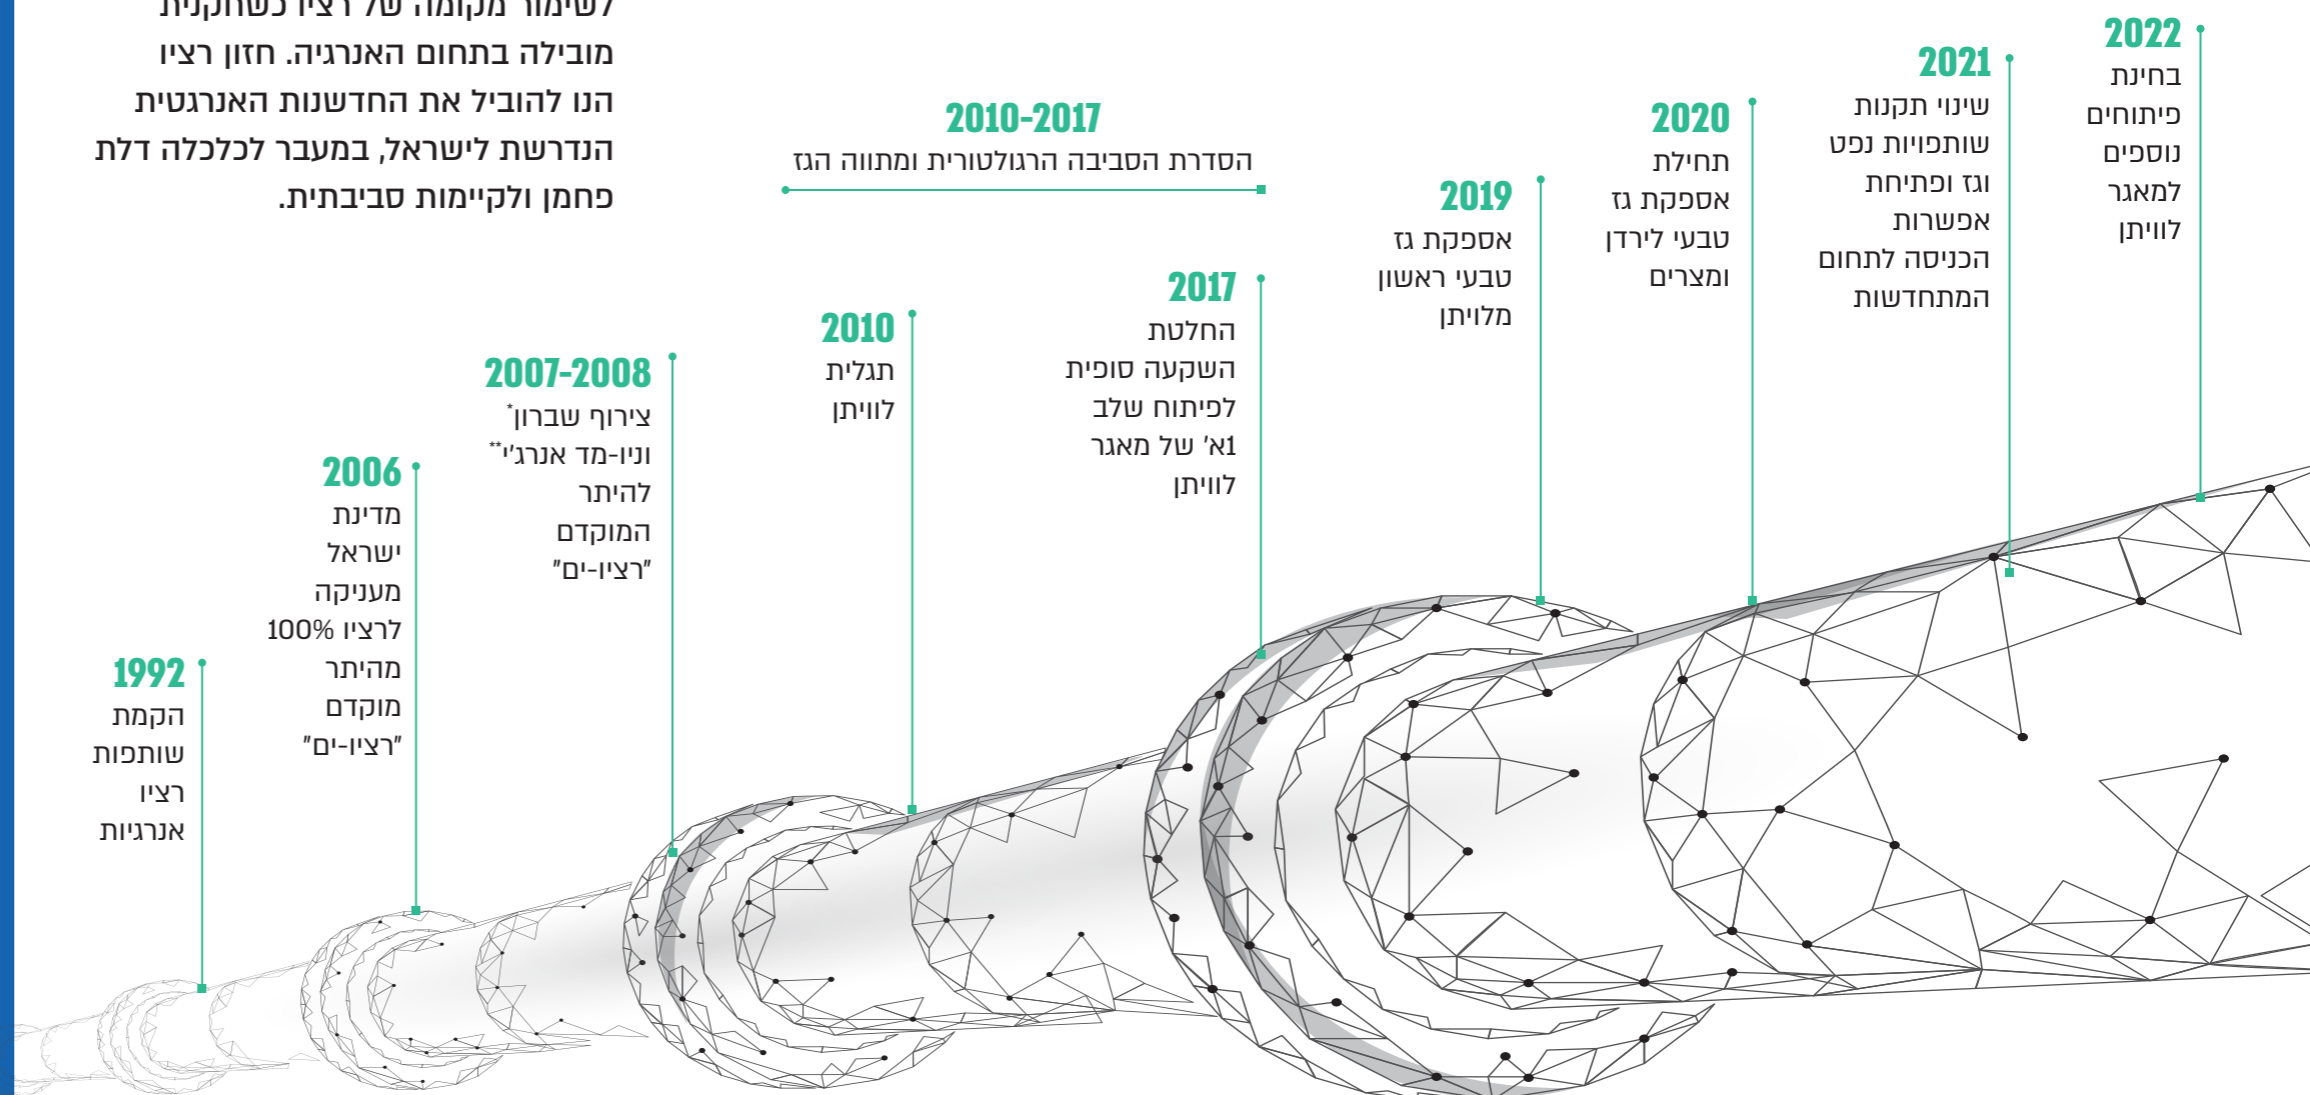 לשימור מקומה של רציו כשחקנית
מובילה בתחום האנרגיה. חזון רציו
הנו להוביל את החדשנות האנרגטית
הנדרשת לישראל, במעבר לכלכלה דלת
פחמן ולקיימות סביבתית.
1992
הקמת
שותפות
רציו
אנרגיות
2006
מדינת
ישראל
מעניקה
לרציו 100%
מהיתר
מוקדם
"רציו-ים"
2007-2008
צירוף שברון*
וניו-מד אנרג'י**
להיתר
המוקדם
"רציו-ים"
2010
תגלית
לוויתן
2010-2017
הסדרת הסביבה הרגולטורית ומתווה הגז
2017
החלטת
השקעה סופית
לפיתוח שלב
1א' של מאגר
לוויתן
2019
אספקת גז
טבעי ראשון
מלויתן
2020
תחילת
אספקת גז
טבעי לירדן
ומצרים
2021
שינוי תקנות
שותפויות נפט
וגז ופתיחת
אפשרות
הכניסה לתחום
המתחדשות
2022
בחינת
פיתוחים
נוספים
למאגר
לוויתן